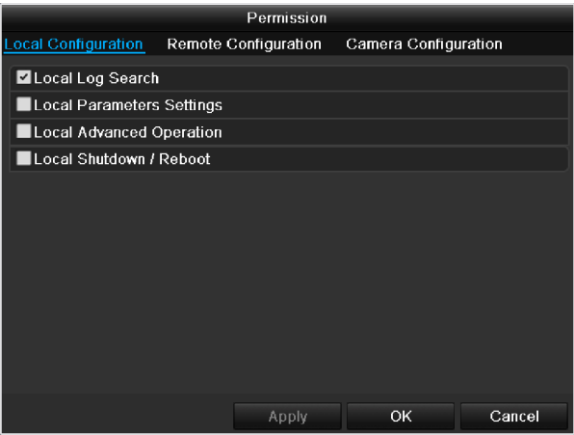 Permission
Local Configuration Remote Configuration Camera Configuration
Local Log Search
Local Parameters Settings
Local Advanced Operation
Local Shutdown / Reboot
Apply OK Cancel